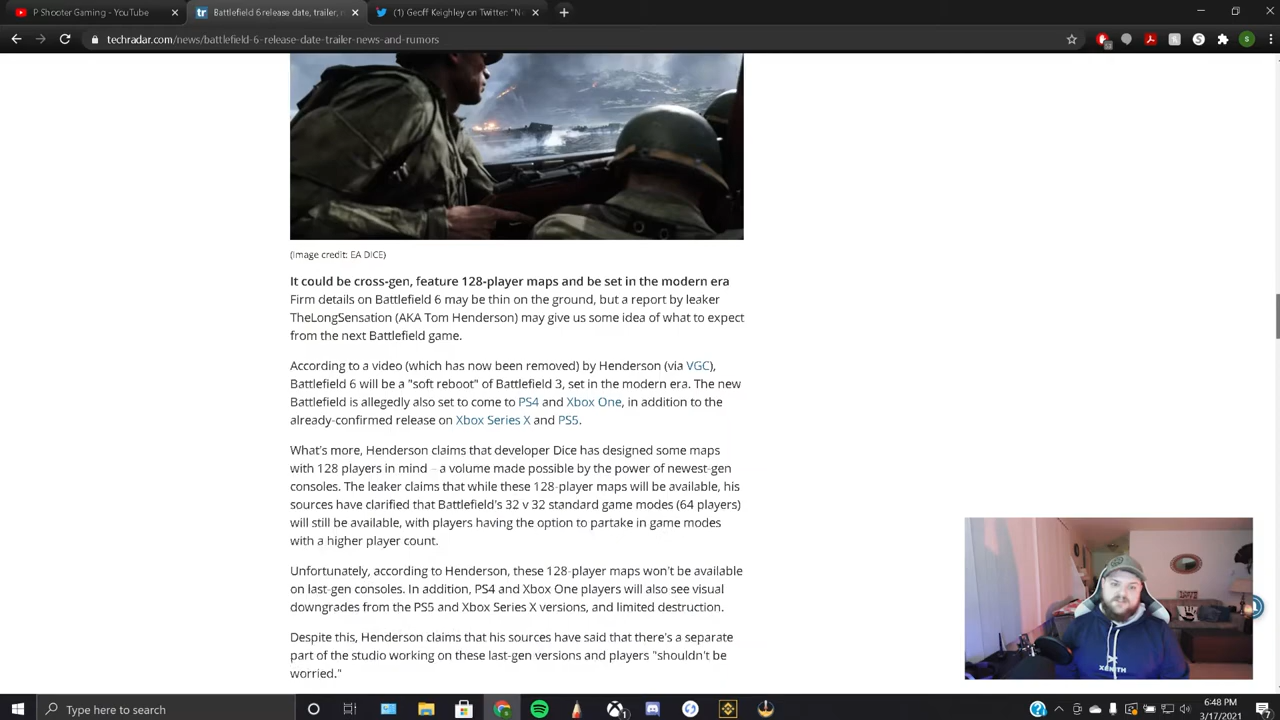 P Shooter Gaming - YouTube
Battlefield 6 release date, trailer, n
(1) Geoff Keighley on Twitter: "N
techradar.com/news/battlefield-6-release-date-trailer-news-and-rumors
(Image credit: EA DICE)
It could be cross-gen, feature 128-player maps and be set in the modern era
Firm details on Battlefield 6 may be thin on the ground, but a report by leaker
TheLongSensation (AKA Tom Henderson) may give us some idea of what to expect
from the next Battlefield game.
According to a video (which has now been removed) by Henderson (via VGC),
Battlefield 6 will be a "soft reboot" of Battlefield 3, set in the modern era. The new
Battlefield is allegedly also set to come to PS4 and Xbox One, in addition to the
already-confirmed release on Xbox Series X and PS5.
What's more, Henderson claims that developer Dice has designed some maps
with 128 players in mind – a volume made possible by the power of newest-gen
consoles. The leaker claims that while these 128-player maps will be available, his
sources have clarified that Battlefield's 32 v 32 standard game modes (64 players)
will still be available, with players having the option to partake in game modes
with a higher player count.
Unfortunately, according to Henderson, these 128-player maps won't be available
on last-gen consoles. In addition, PS4 and Xbox One players will also see visual
downgrades from the PS5 and Xbox Series X versions, and limited destruction.
Despite this, Henderson claims that his sources have said that there's a separate
part of the studio working on these last-gen versions and players "shouldn't be
worried."
XENITH
Type here to search
6:48 PM
3/17/2021